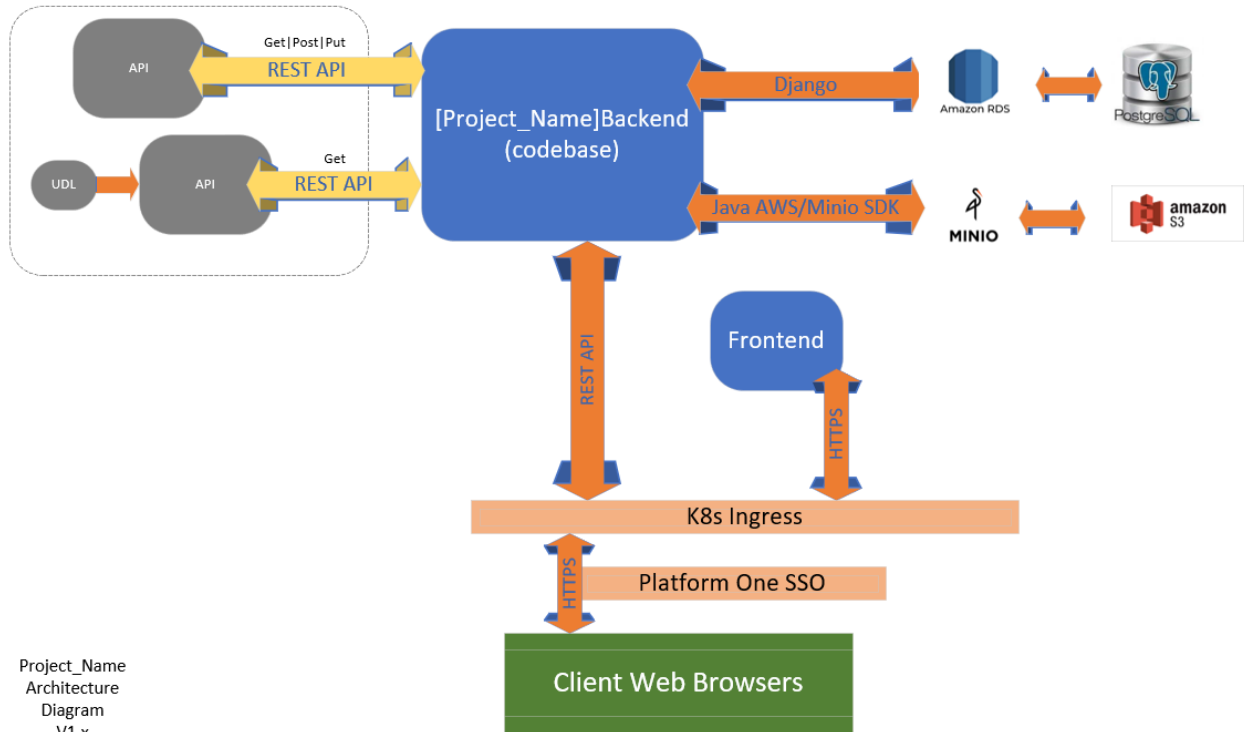 Get|Post|Put
API
REST API
[Project_Name]Backend
(codebase)
Django
Amazon RDS
PostgreSQL
Get
UDL
API
REST API
Java AWS/Minio SDK
MINIO
amazon
S3
REST API
Frontend
HTTPS
K8s Ingress
HTTPS
Platform One SSO
Client Web Browsers
Project_Name
Architecture
Diagram
V1.x